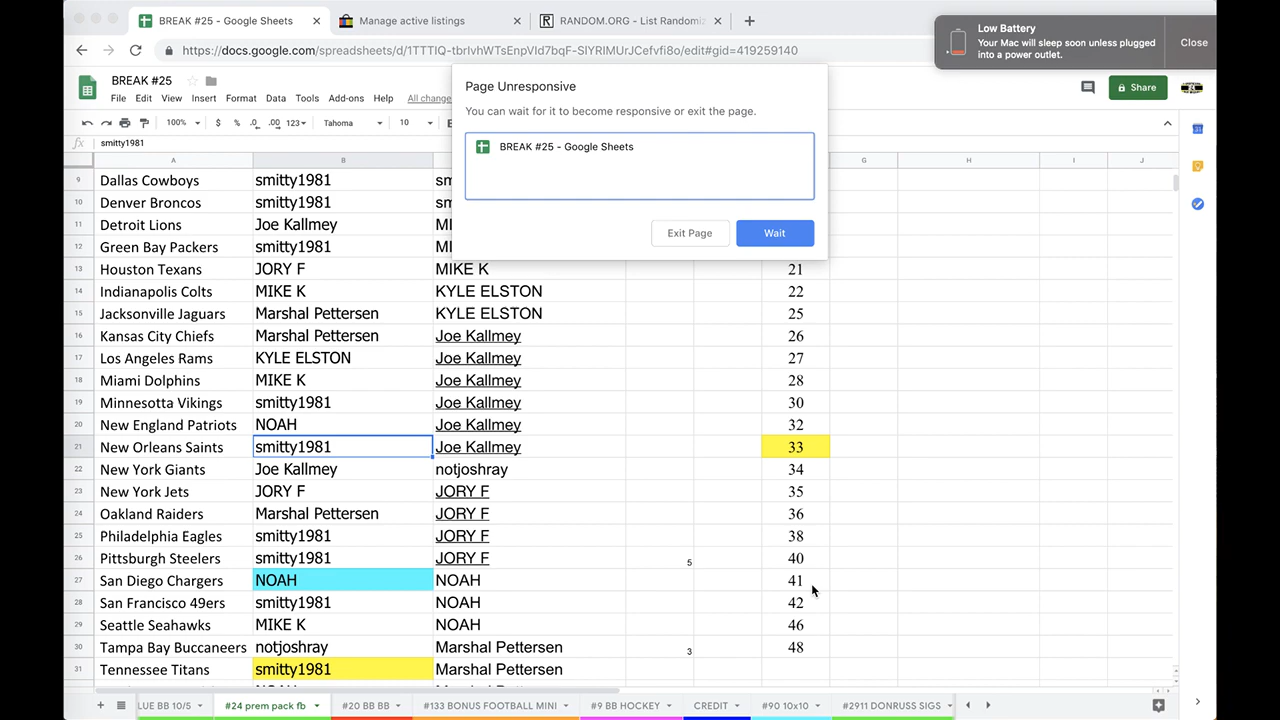 BREAK #25 - Google Sheets
Manage active listings
RANDOM.ORG - List Randomiz
https://docs.google.com/spreadsheets/d/1TTTIQ-tbrIvhWTsEnpVId7bqF-SlYRIMUrJCefvfi8o/edit#gid=419259140
Low Battery
Your Mac will sleep soon unless plugged
into a power outlet.
Close
BREAK #25
File Edit View Insert Format Data Tools Add-ons Help All change
Share
Page Unresponsive
You can wait for it to become responsive or exit the page.
BREAK #25 - Google Sheets
Exit Page
Wait
100% $ % .0 .00 123 Tahoma 10
fx smitty1981
A B G H I J
9 Dallas Cowboys smitty1981 sm
10 Denver Broncos smitty1981 sm
11 Detroit Lions Joe Kallmey MI
12 Green Bay Packers smitty1981 MI
13 Houston Texans JORY F MIKE K 21
14 Indianapolis Colts MIKE K KYLE ELSTON 22
15 Jacksonville Jaguars Marshal Pettersen KYLE ELSTON 25
16 Kansas City Chiefs Marshal Pettersen Joe Kallmey 26
17 Los Angeles Rams KYLE ELSTON Joe Kallmey 27
18 Miami Dolphins MIKE K Joe Kallmey 28
19 Minnesotta Vikings smitty1981 Joe Kallmey 30
20 New England Patriots NOAH Joe Kallmey 32
21 New Orleans Saints smitty1981 Joe Kallmey 33
22 New York Giants Joe Kallmey notjoshray 34
23 New York Jets JORY F JORY F 35
24 Oakland Raiders Marshal Pettersen JORY F 36
25 Philadelphia Eagles smitty1981 JORY F 38
26 Pittsburgh Steelers smitty1981 JORY F 5 40
27 San Diego Chargers NOAH NOAH 41
28 San Francisco 49ers smitty1981 NOAH 42
29 Seattle Seahawks MIKE K NOAH 46
30 Tampa Bay Buccaneers notjoshray Marshal Pettersen 3 48
31 Tennessee Titans smitty1981 Marshal Pettersen
LUE BB 10/5 #24 prem pack fb #20 BB BB #133 BONUS FOOTBALL MINI #9 BB HOCKEY CREDIT #90 10x10 #2911 DONRUSS SIGS